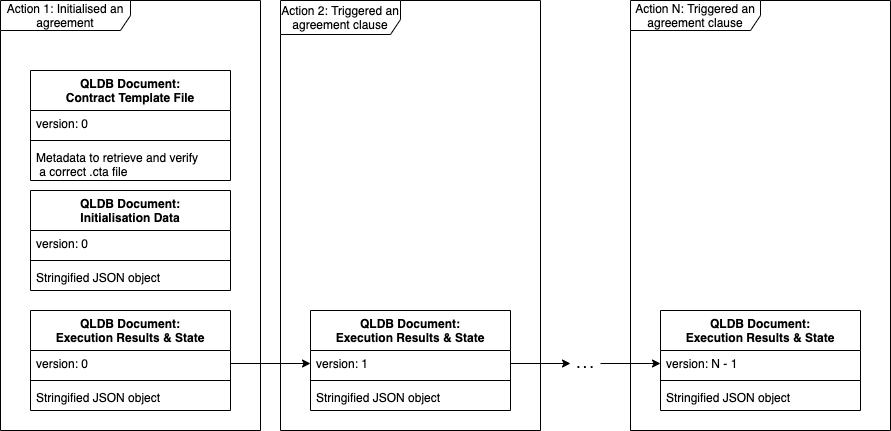 Action 1: Initialised an
agreement
QLDB Document:
Contract Template File
version: 0
Metadata to retrieve and verify
a correct .cta file
QLDB Document:
Initialisation Data
version: 0
Stringified JSON object
QLDB Document:
Execution Results & State
version: 0
Stringified JSON object
Action 2: Triggered an
agreement clause
QLDB Document:
Execution Results & State
version: 1
Stringified JSON object
...
Action N: Triggered an
agreement clause
QLDB Document:
Execution Results & State
version: N - 1
Stringified JSON object